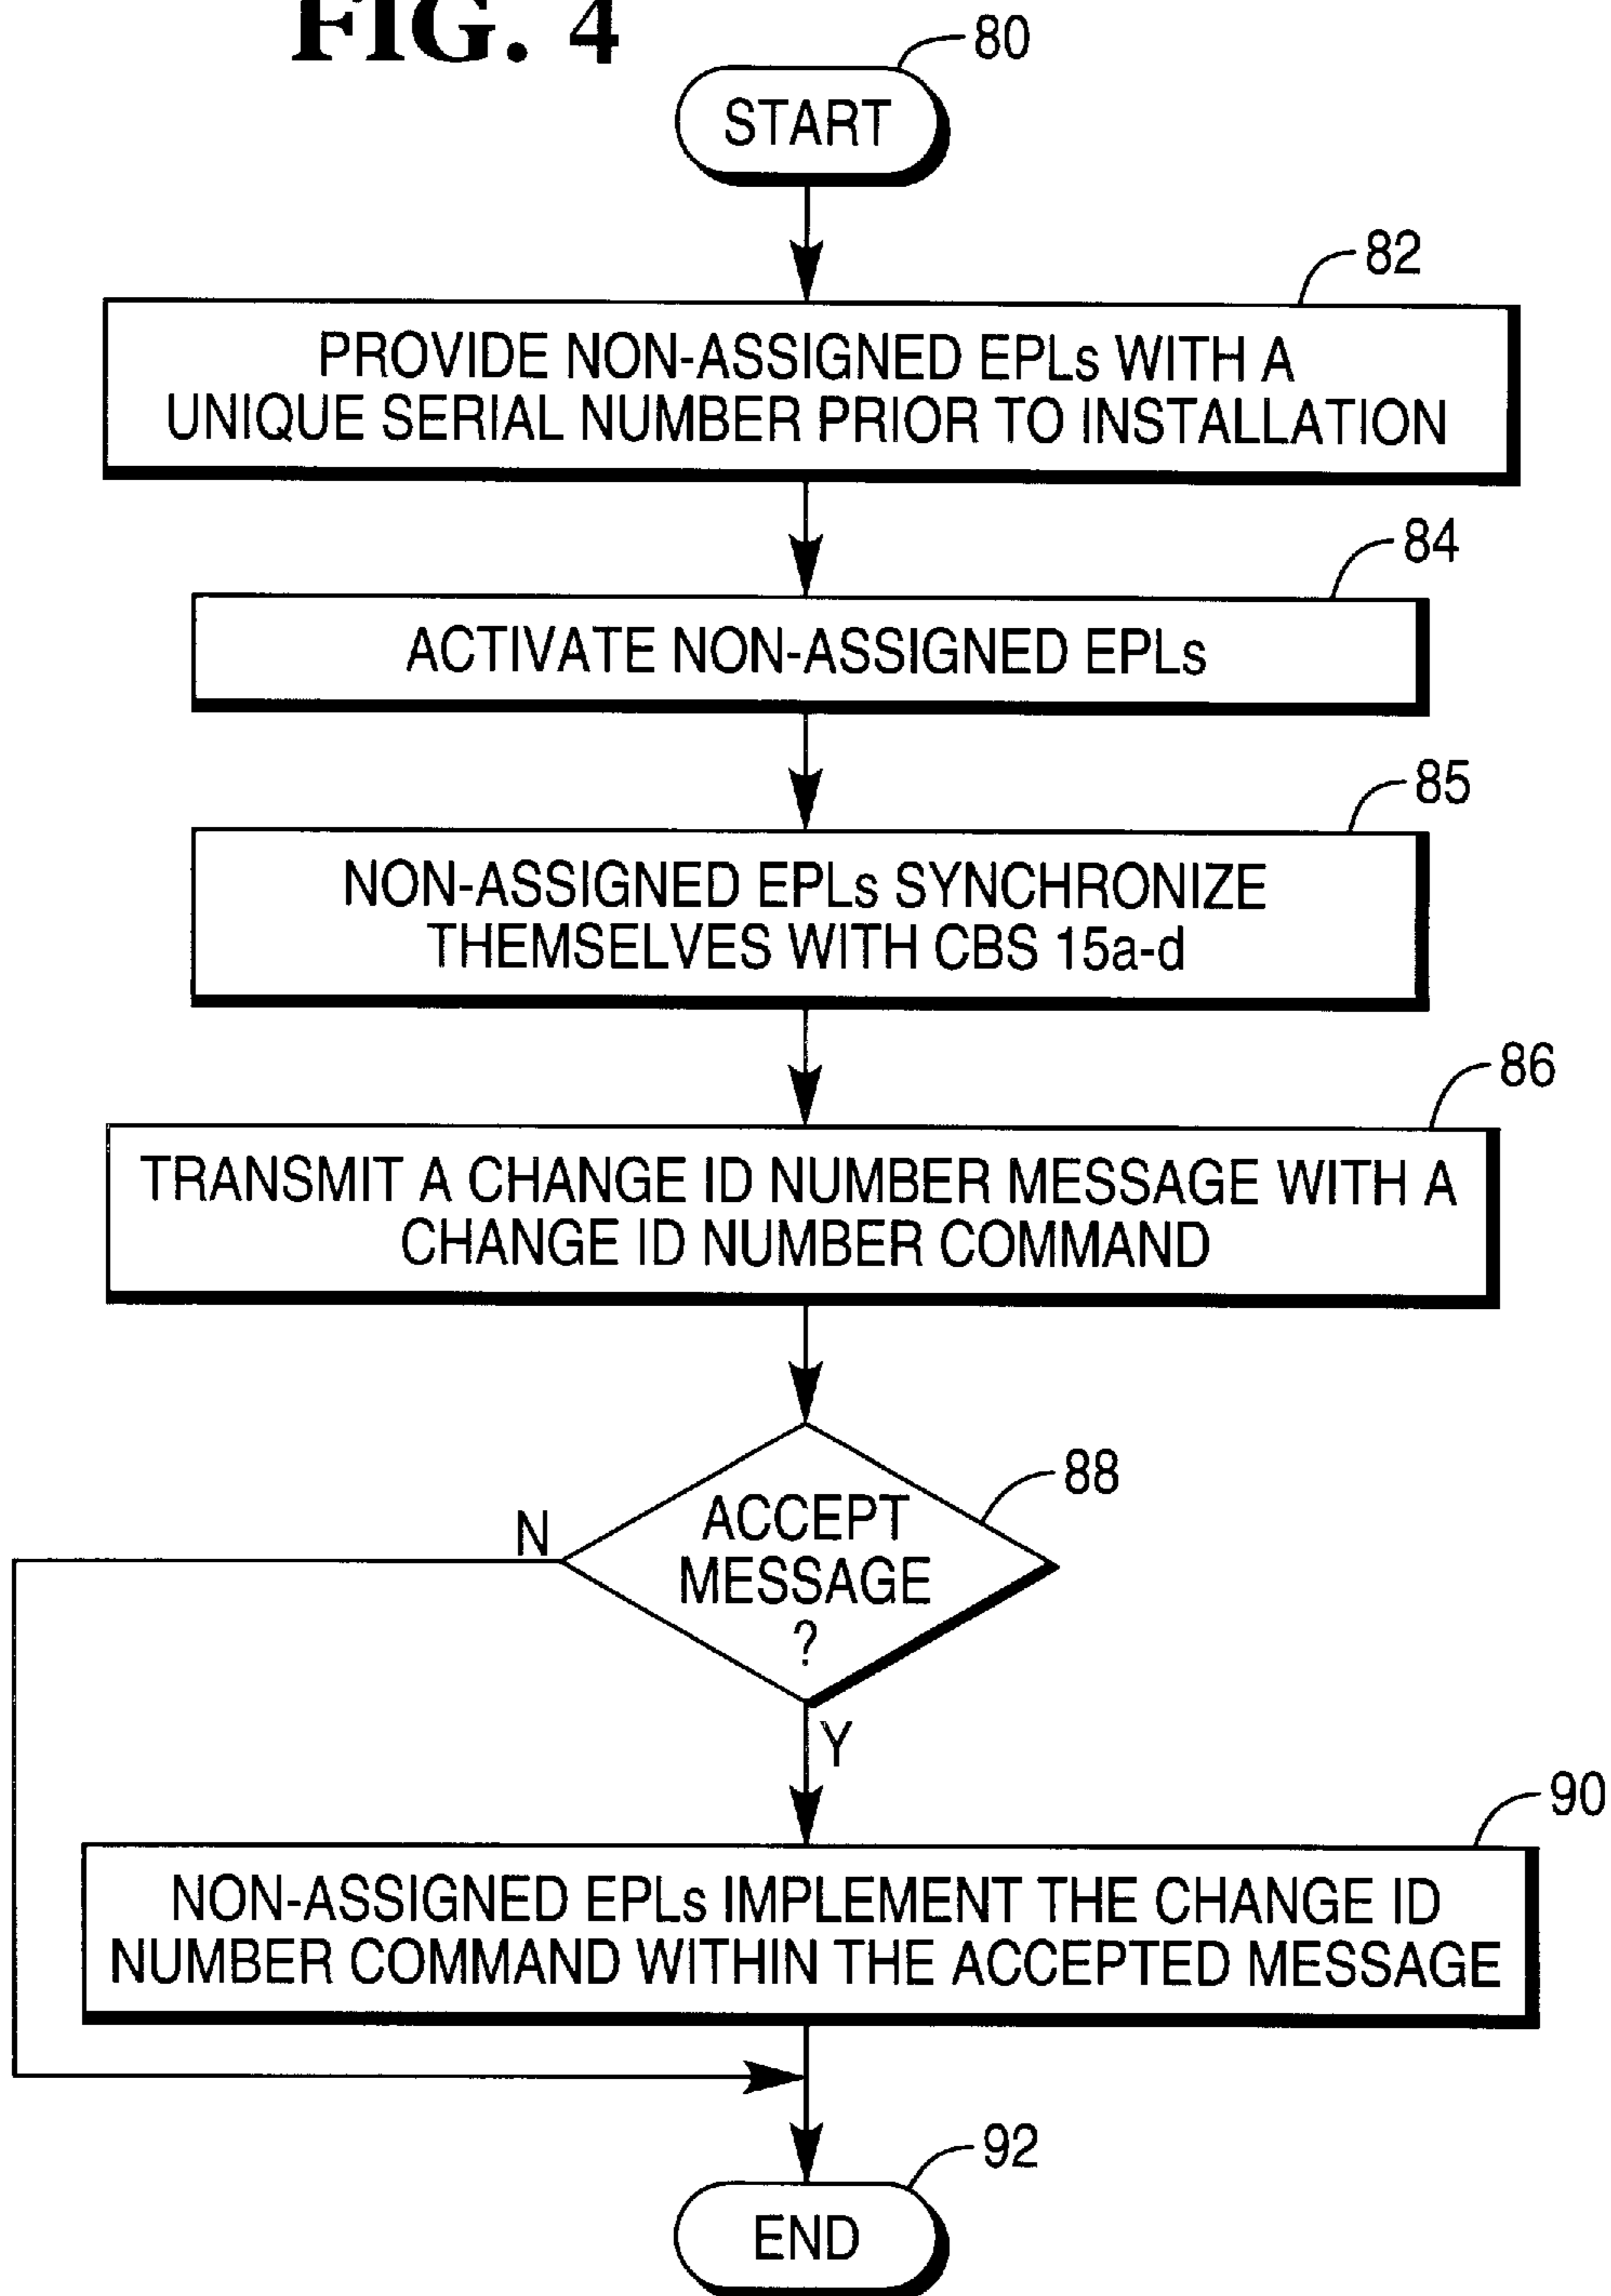 FIG. 4
80
START
82
PROVIDE NON-ASSIGNED EPLs WITH A
UNIQUE SERIAL NUMBER PRIOR TO INSTALLATION
84
ACTIVATE NON-ASSIGNED EPLs
85
NON-ASSIGNED EPLs SYNCHRONIZE
THEMSELVES WITH CBS 15a-d
86
TRANSMIT A CHANGE ID NUMBER MESSAGE WITH A
CHANGE ID NUMBER COMMAND
88
N
ACCEPT
MESSAGE
?
Y
90
NON-ASSIGNED EPLs IMPLEMENT THE CHANGE ID
NUMBER COMMAND WITHIN THE ACCEPTED MESSAGE
92
END